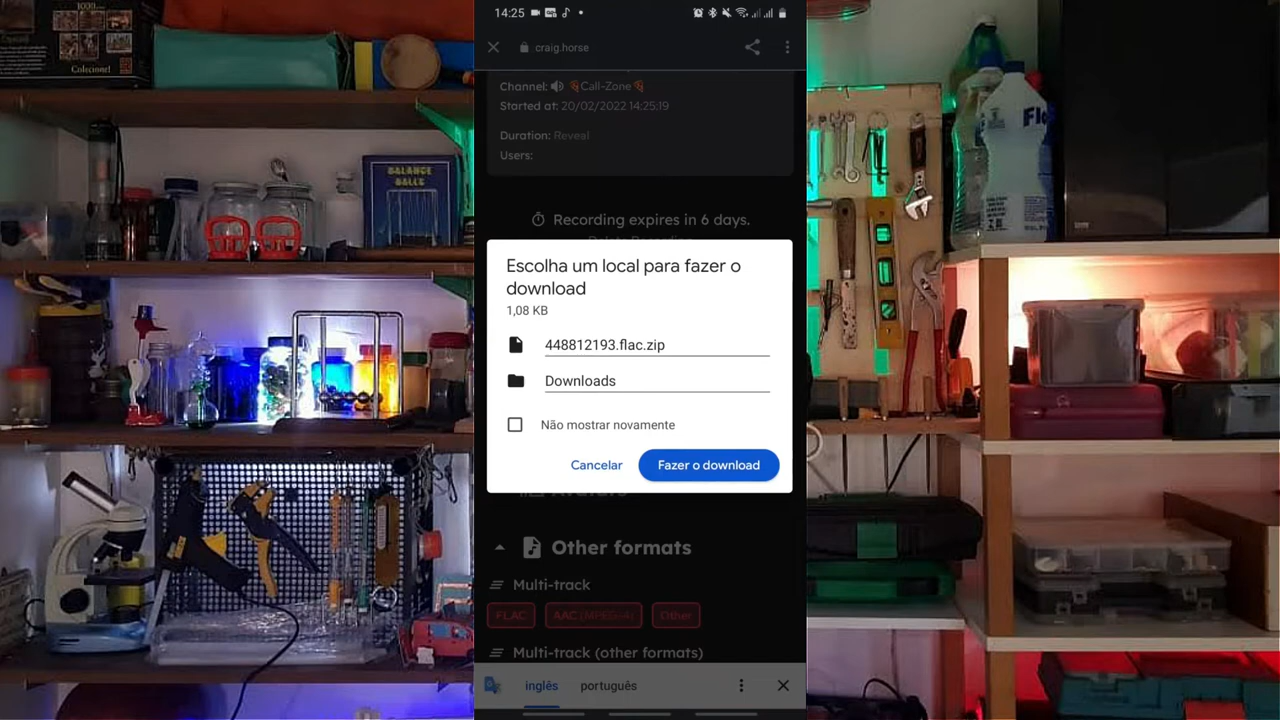 Colecione!
BALANCE
BALLS
14:25
craig.horse
Channel: Call-Zone
Started at: 20/02/2022 14:25:19
Duration: Reveal
Users:
Recording expires in 6 days.
Delete Recording
Escolha um local para fazer o
download
1,08 KB
448812193.flac.zip
Downloads
Não mostrar novamente
Cancelar
Fazer o download
Other formats
Multi-track
FLAC
AAC (MPEG-4)
Other
Multi-track (other formats)
inglês
português